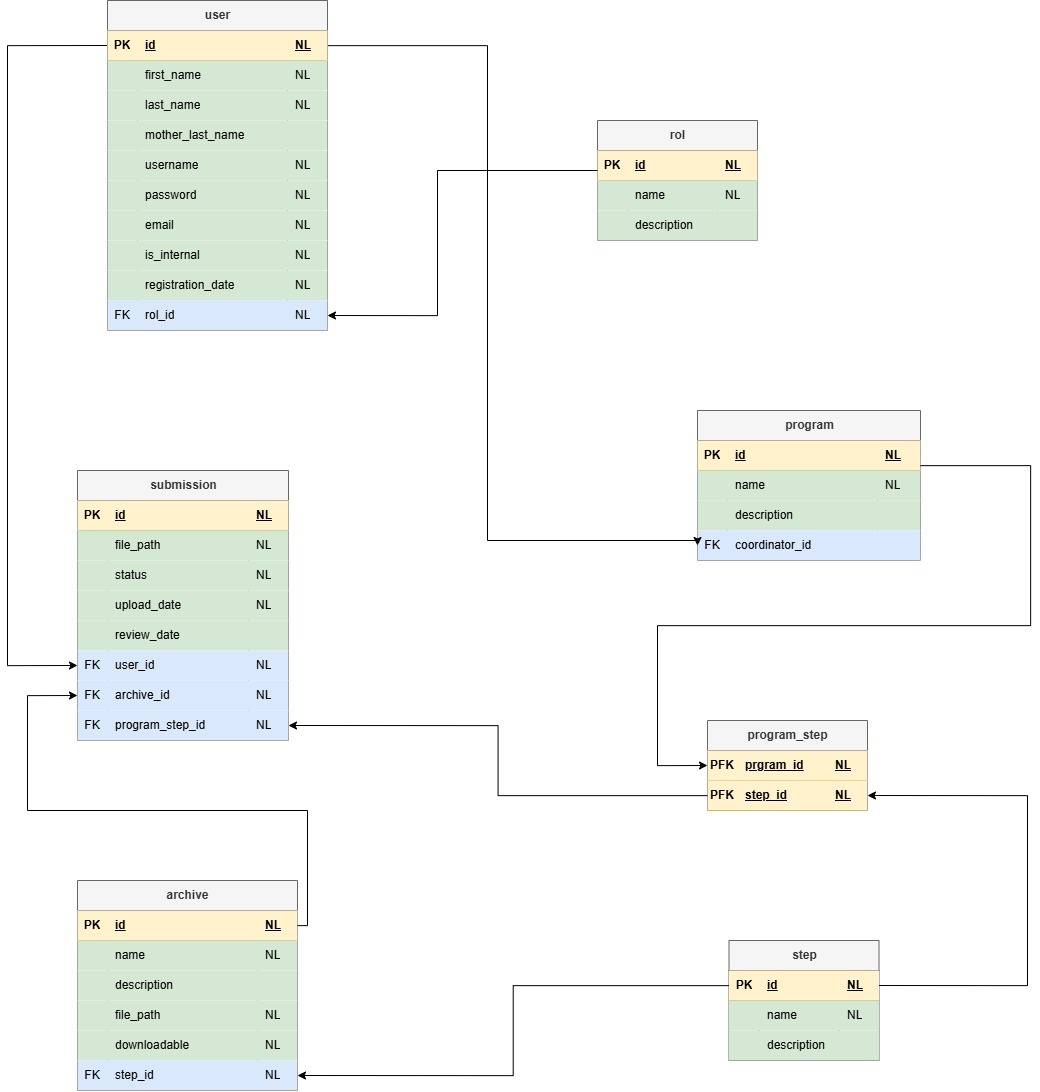 user
PK id NL
first_name NL
last_name NL
mother_last_name
username NL
password NL
email NL
is_internal NL
registration_date NL
FK rol_id NL
rol
PK id NL
name NL
description
program
PK id NL
name NL
description
FK coordinator_id
submission
PK id NL
file_path NL
status NL
upload_date NL
review_date
FK user_id NL
FK archive_id NL
FK program_step_id NL
program_step
PFK prgram_id NL
PFK step_id NL
archive
PK id NL
name NL
description
file_path NL
downloadable NL
FK step_id NL
step
PK id NL
name NL
description